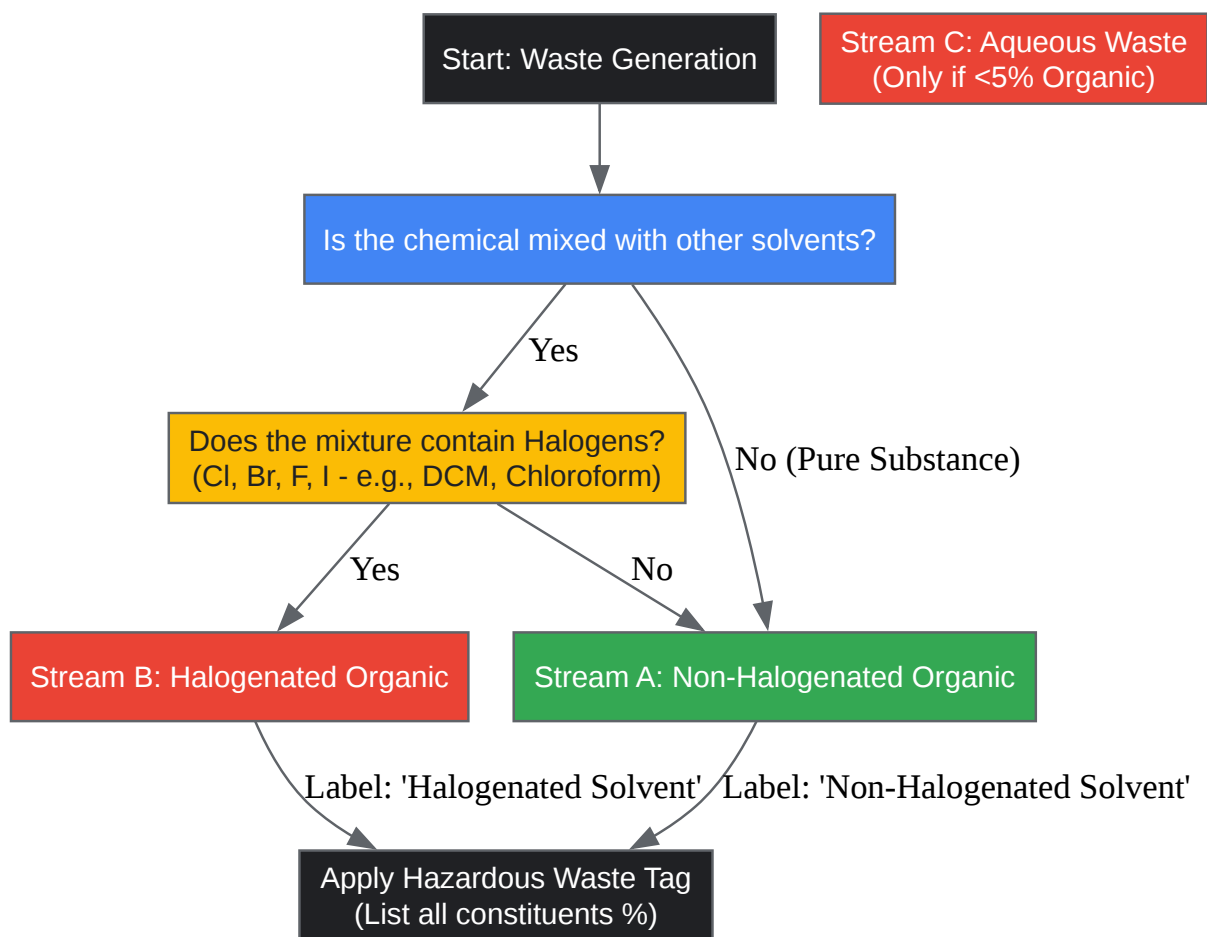 Start: Waste Generation
Stream C: Aqueous Waste
(Only if <5% Organic)
Is the chemical mixed with other solvents?
Yes
No (Pure Substance)
Does the mixture contain Halogens?
(Cl, Br, F, I - e.g., DCM, Chloroform)
Yes
No
Stream B: Halogenated Organic
Stream A: Non-Halogenated Organic
Label: 'Halogenated Solvent'
Label: 'Non-Halogenated Solvent'
Apply Hazardous Waste Tag
(List all constituents %)